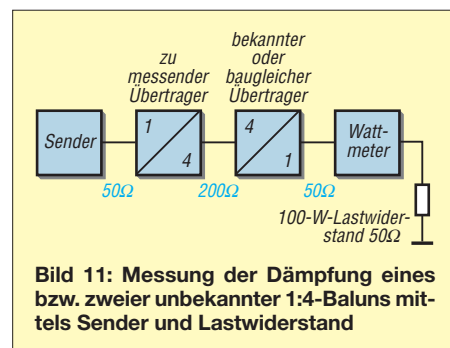 zu
messender
Übertrager
bekannter
oder
baugleicher
Übertrager
Sender
1
4
4
1
Watt-
meter
50Ω
200Ω
50Ω
100-W-Lastwider-
stand 50Ω
Bild 11: Messung der Dämpfung eines
bzw. zweier unbekannter 1:4-Baluns mit-
tels Sender und Lastwiderstand